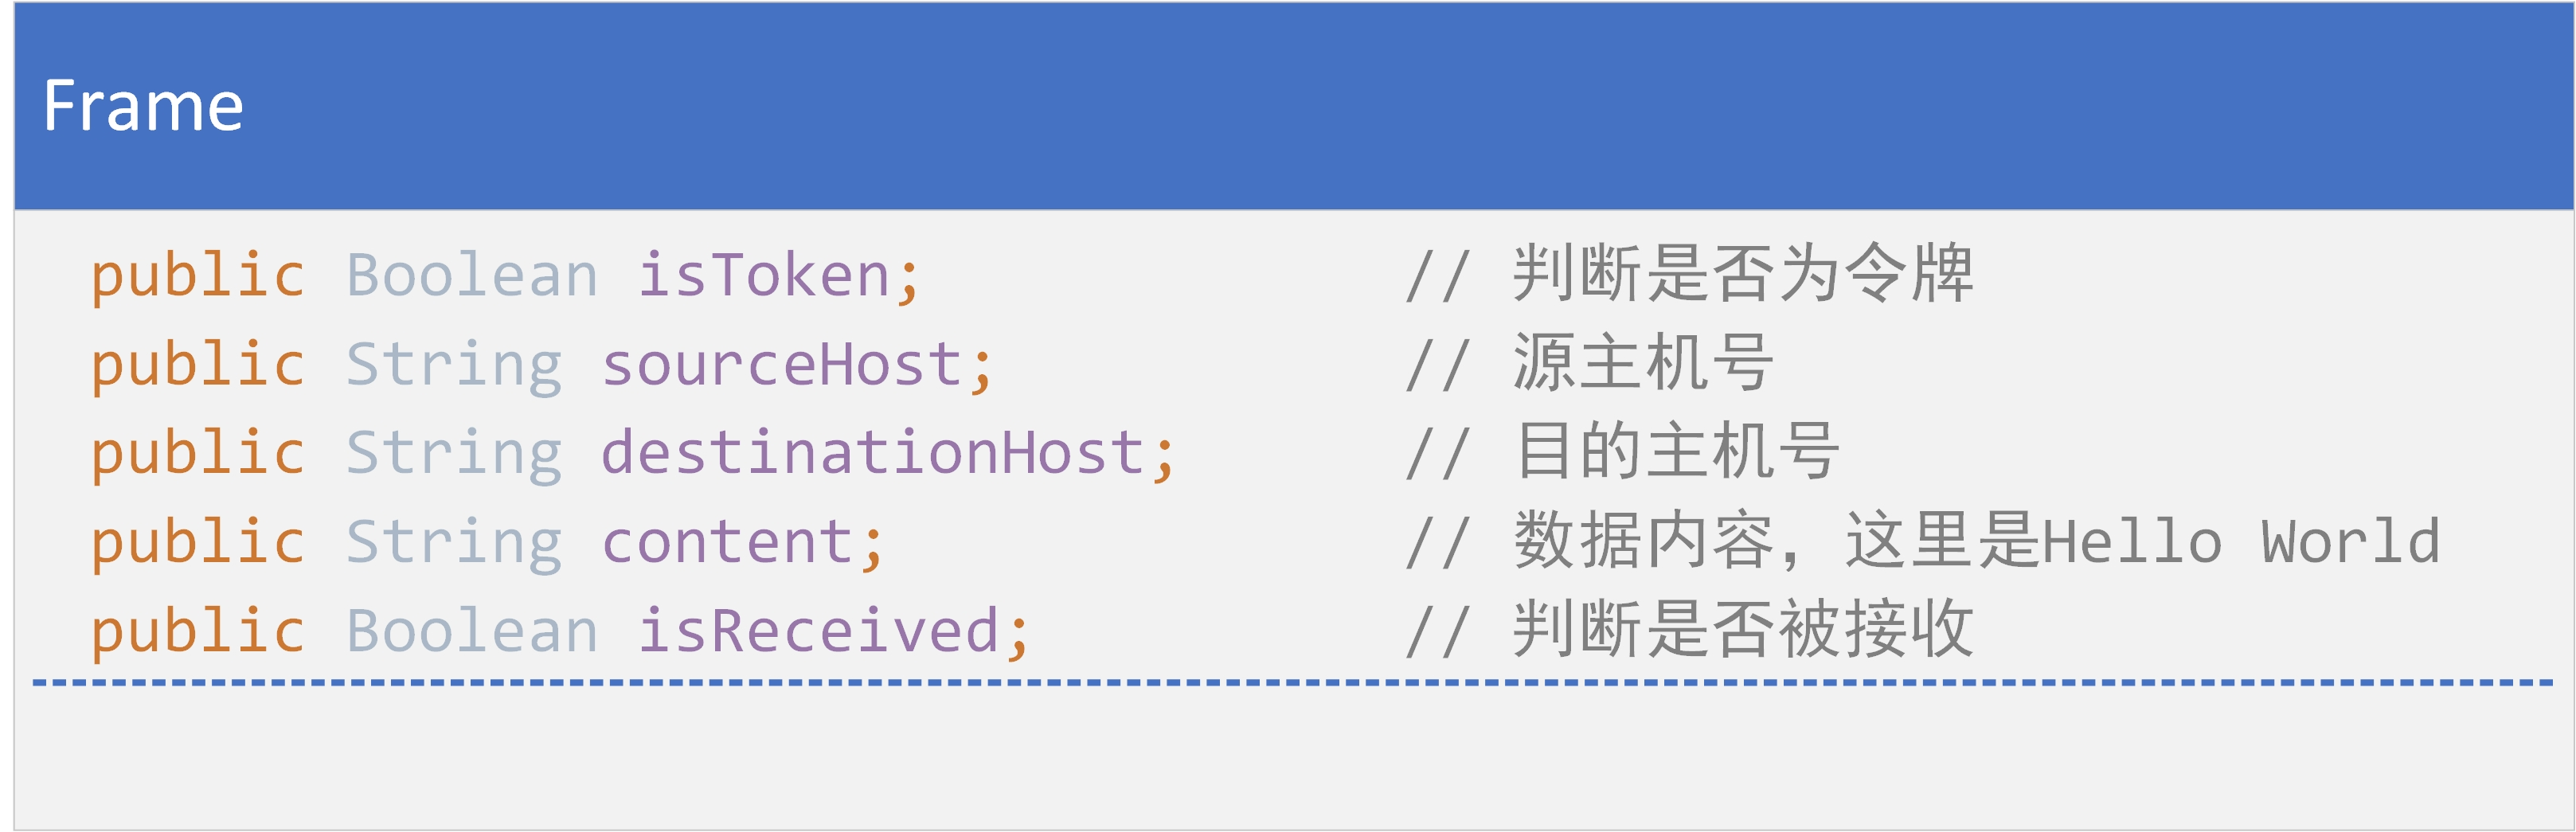 Frame
public Boolean isToken; // 判断是否为令牌
public String sourceHost; // 源主机号
public String destinationHost; // 目的主机号
public String content; // 数据内容，这里是Hello World
public Boolean isReceived; // 判断是否被接收